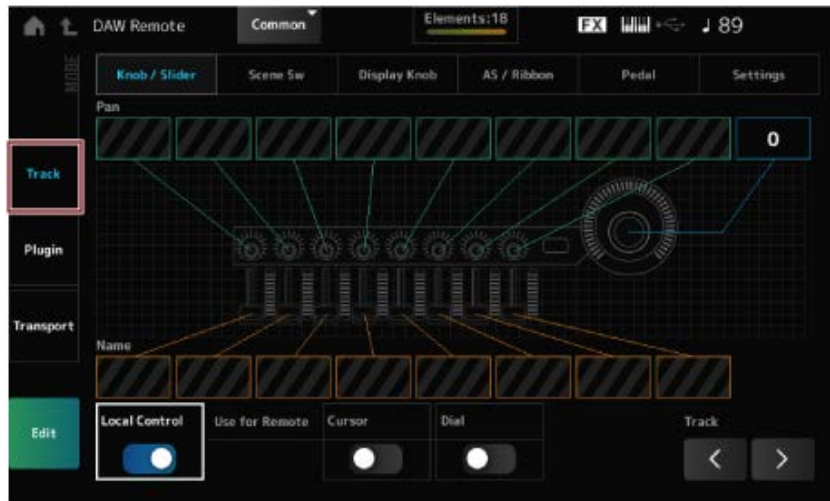 DAW Remote
Common
Elements:18
FX
♩ 89
MODE
Knob / Slider
Scene Sw
Display Knob
AS / Ribbon
Pedal
Settings
Pan
0
Track
Plugin
Transport
Name
Edit
Local Control
Use for Remote
Cursor
Dial
Track